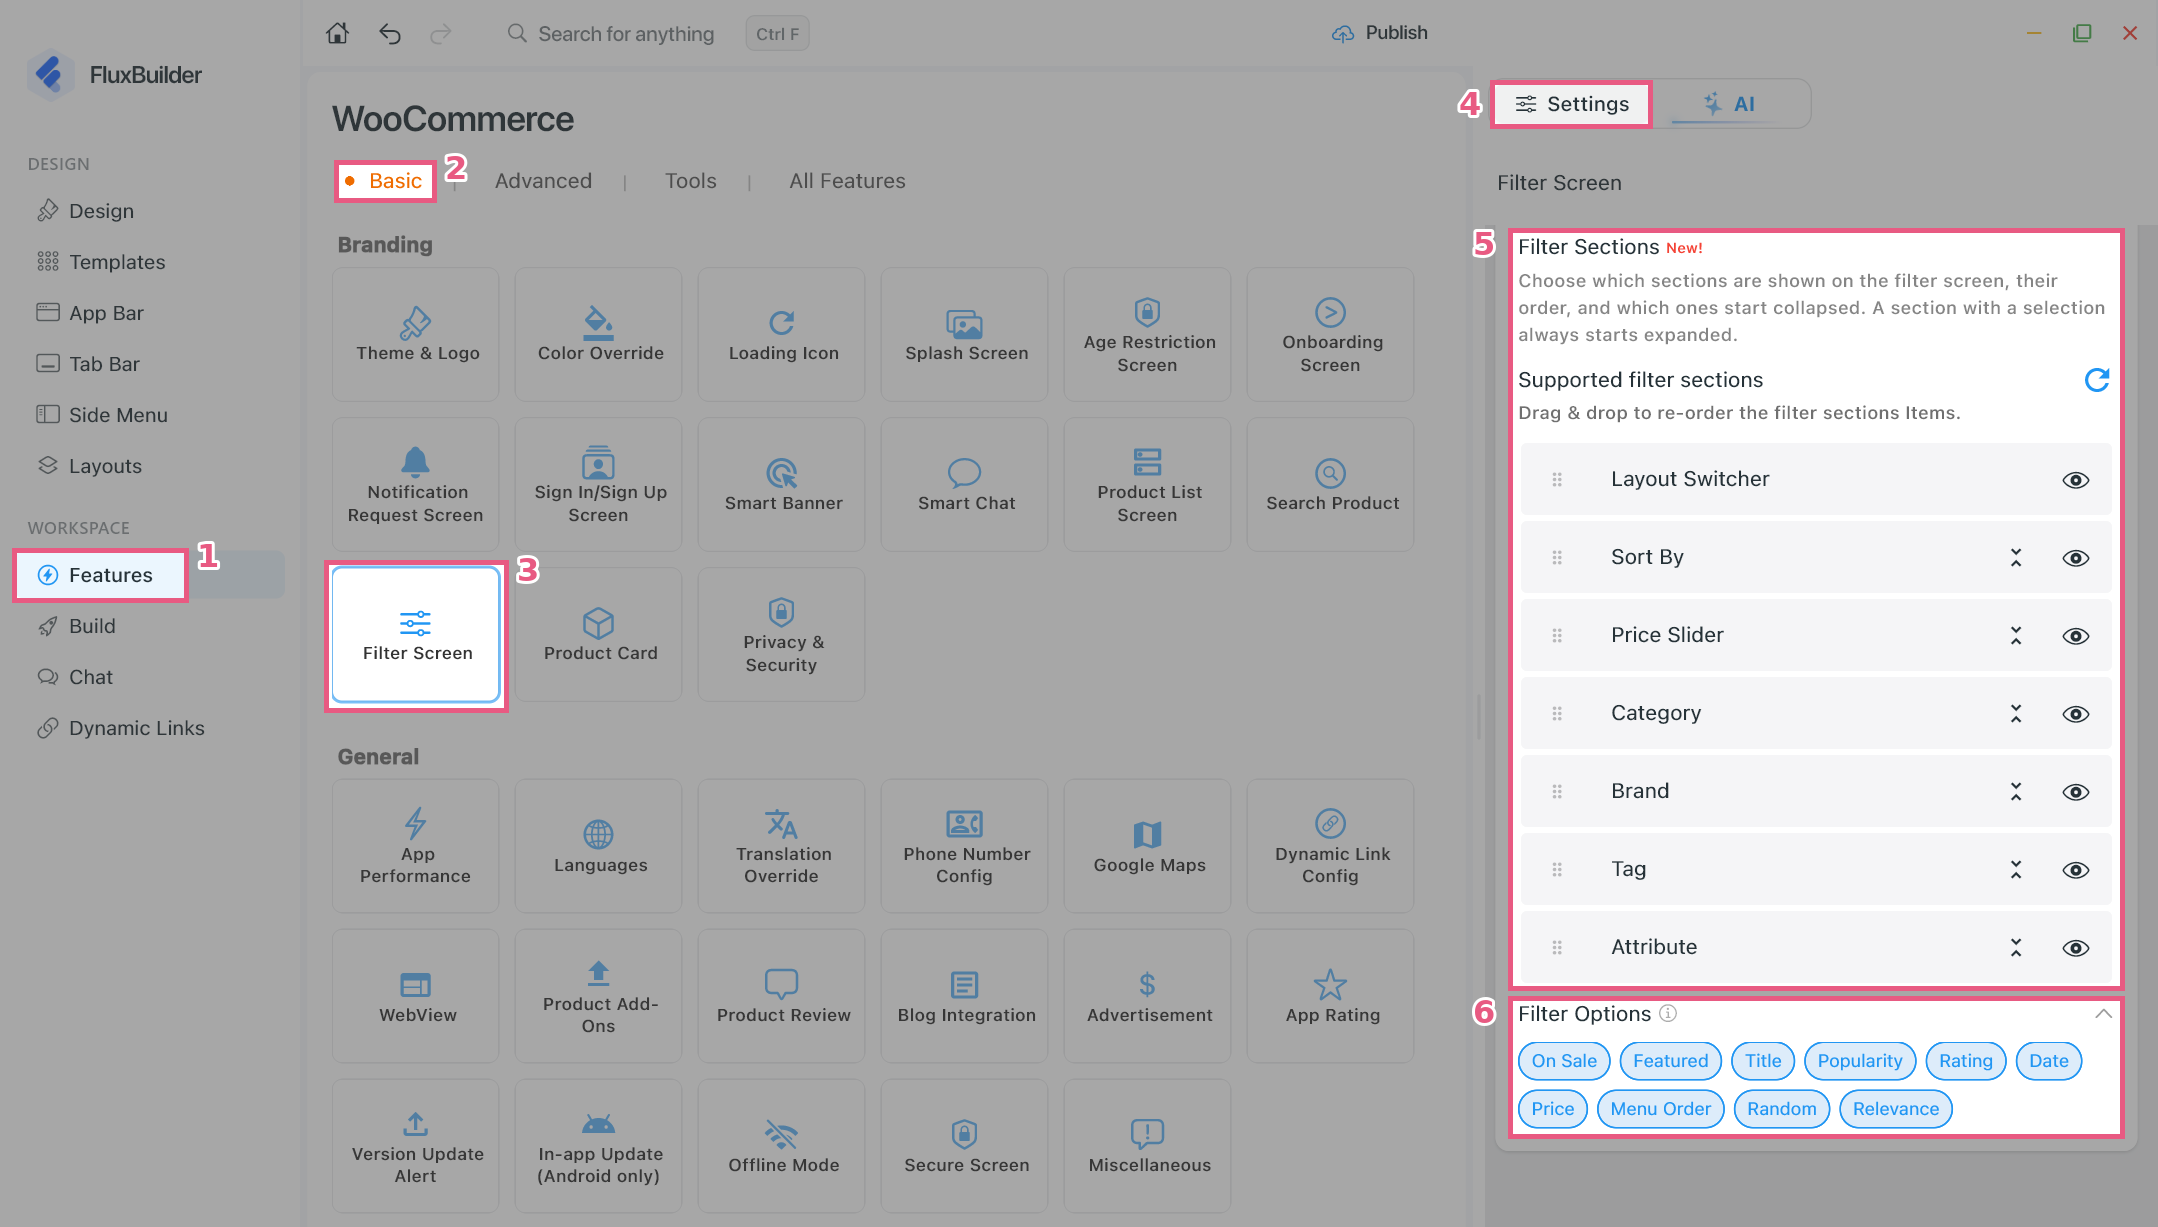 Search for anything
Ctrl F
Publish
FluxBuilder
DESIGN
Design
Templates
App Bar
Tab Bar
Side Menu
Layouts
WORKSPACE
1
Features
Build
Chat
Dynamic Links
WooCommerce
Basic
2
| Advanced | Tools | All Features
Branding
Theme & Logo
Color Override
Loading Icon
Splash Screen
Age Restriction
Screen
Onboarding
Screen
Notification
Request Screen
Sign In/Sign Up
Screen
Smart Banner
Smart Chat
Product List
Screen
Search Product
3
Filter Screen
Product Card
Privacy &
Security
General
App
Performance
Languages
Translation
Override
Phone Number
Config
Google Maps
Dynamic Link
Config
WebView
Product Add-
Ons
Product Review
Blog Integration
Advertisement
App Rating
Version Update
Alert
In-app Update
(Android only)
Offline Mode
Secure Screen
Miscellaneous
4
Settings
AI
Filter Screen
5
Filter Sections New!
Choose which sections are shown on the filter screen, their
order, and which ones start collapsed. A section with a selection
always starts expanded.
Supported filter sections
Drag & drop to re-order the filter sections Items.
Layout Switcher
Sort By
Price Slider
Category
Brand
Tag
Attribute
6
Filter Options
On Sale Featured Title Popularity Rating Date
Price Menu Order Random Relevance